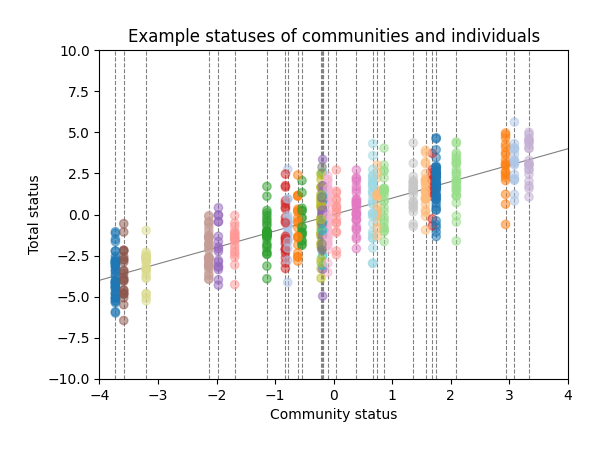 Example statuses of communities and individuals
10.0
7.5
5.0
2.5
0.0
−2.5
−5.0
−7.5
−10.0
Total status
−4 −3 −2 −1 0 1 2 3 4
Community status